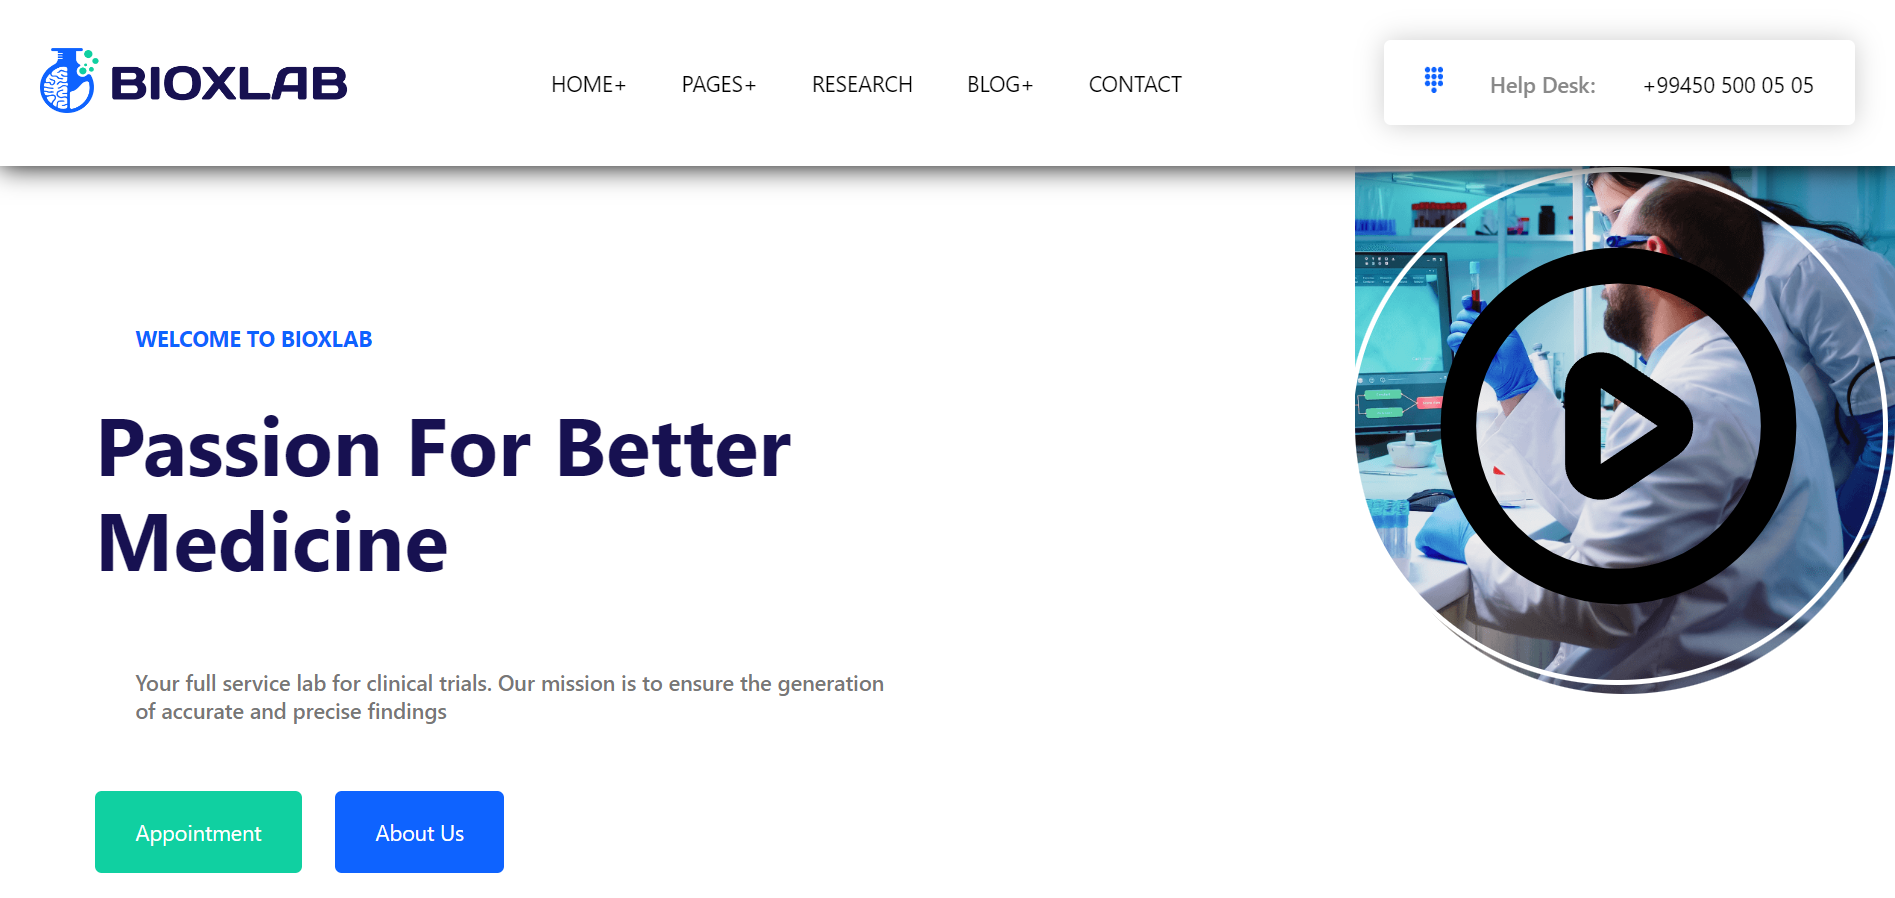 BIOXLAB
HOME+ PAGES+ RESEARCH BLOG+ CONTACT
Help Desk: +99450 500 05 05
WELCOME TO BIOXLAB
Passion For Better
Medicine
Your full service lab for clinical trials. Our mission is to ensure the generation
of accurate and precise findings
Appointment About Us